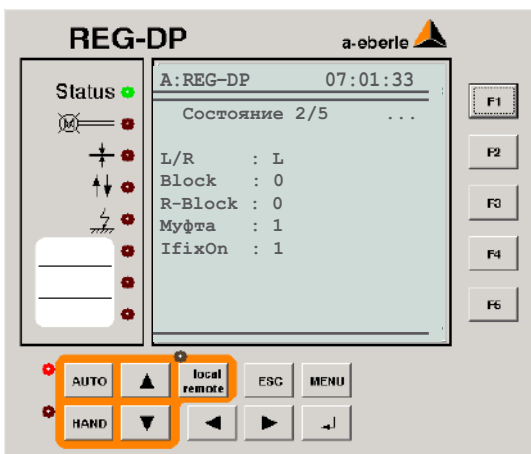 REG-DP
a-eberle
Status
A:REG-DP 07:01:33
Состояние 2/5 ...
L/R : L
Block : 0
R-Block : 0
Муфта : 1
IfixOn : 1
F1
F2
F3
F4
F5
M
AUTO
local
remote
ESC
MENU
HAND